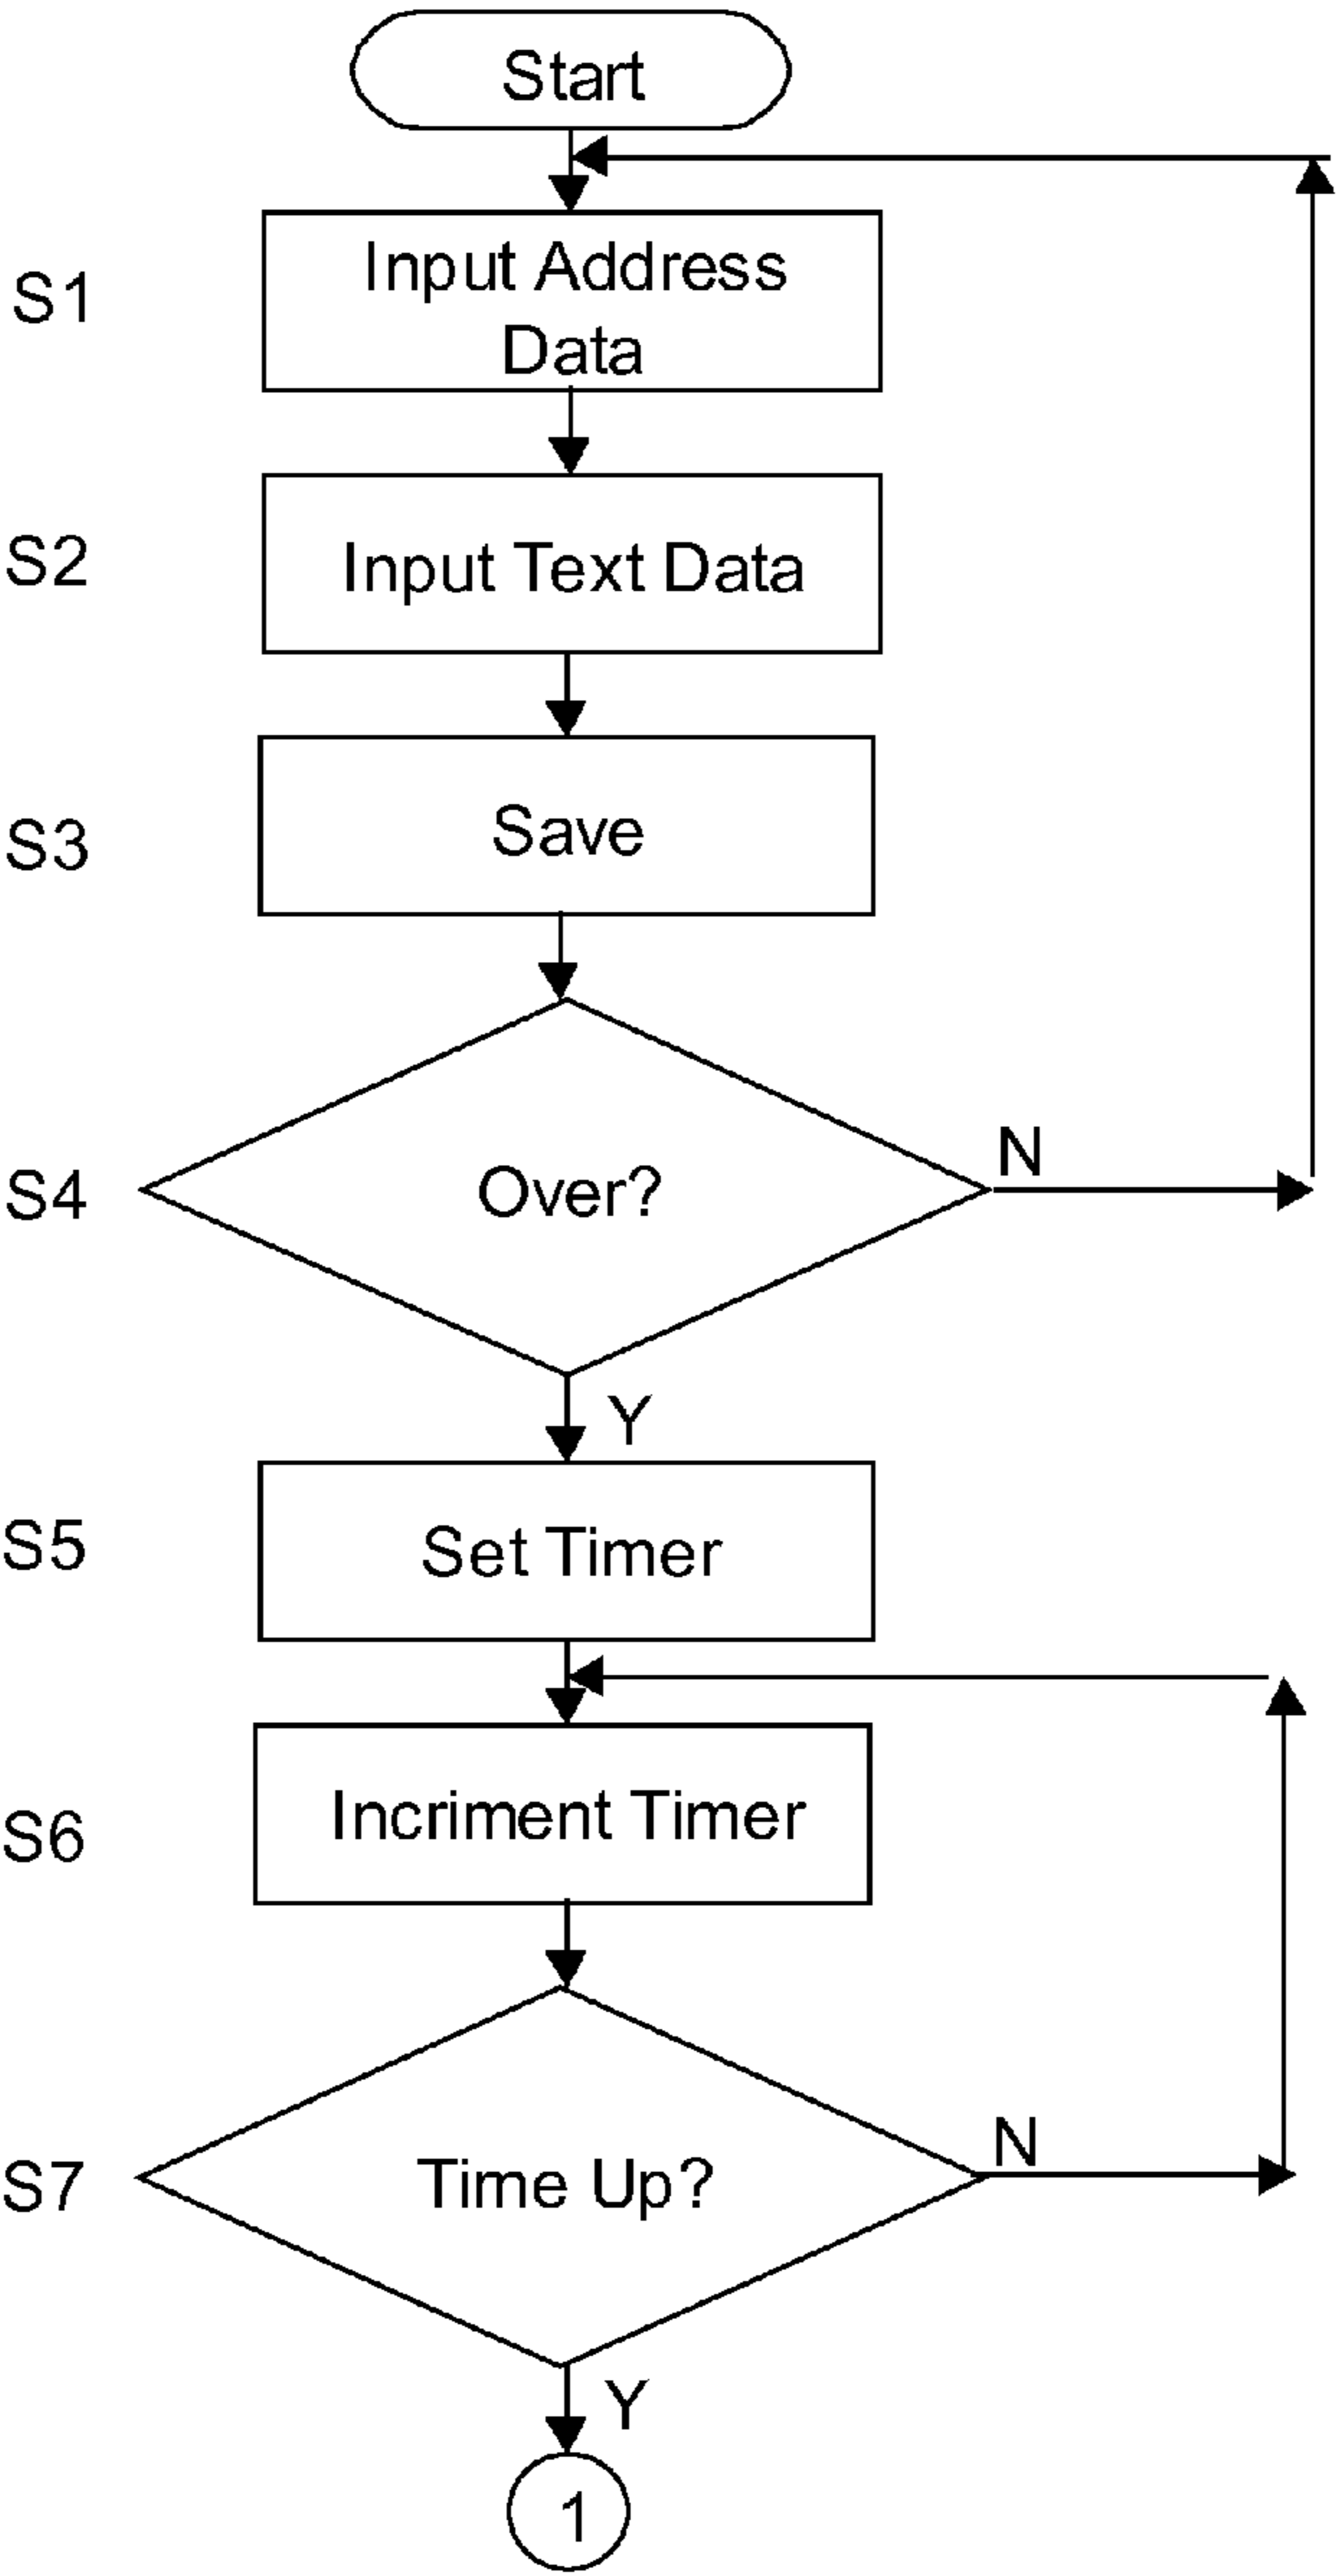 Start
S1
Input Address
Data
S2
Input Text Data
S3
Save
S4
Over?
N
Y
S5
Set Timer
S6
Incriment Timer
S7
Time Up?
N
Y
1